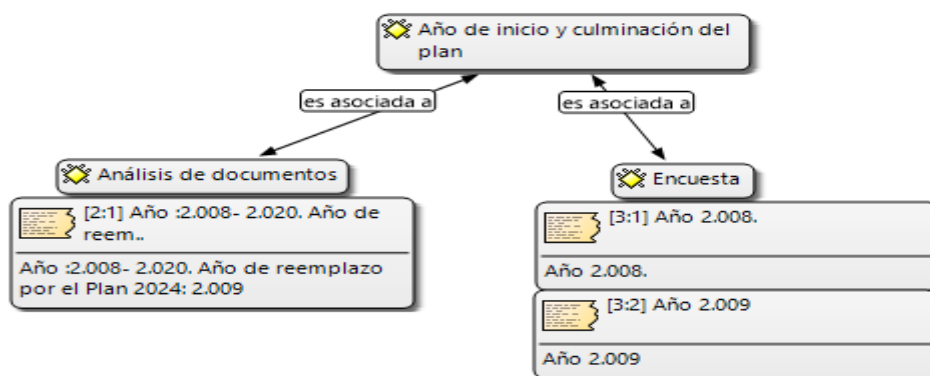 Año de inicio y culminación del
plan
es asociada a
es asociada a
Análisis de documentos
[2:1] Año :2.008- 2.020. Año de
reem..
Año :2.008- 2.020. Año de reemplazo
por el Plan 2024: 2.009
Encuesta
[3:1] Año 2.008.
Año 2.008.
[3:2] Año 2.009
Año 2.009